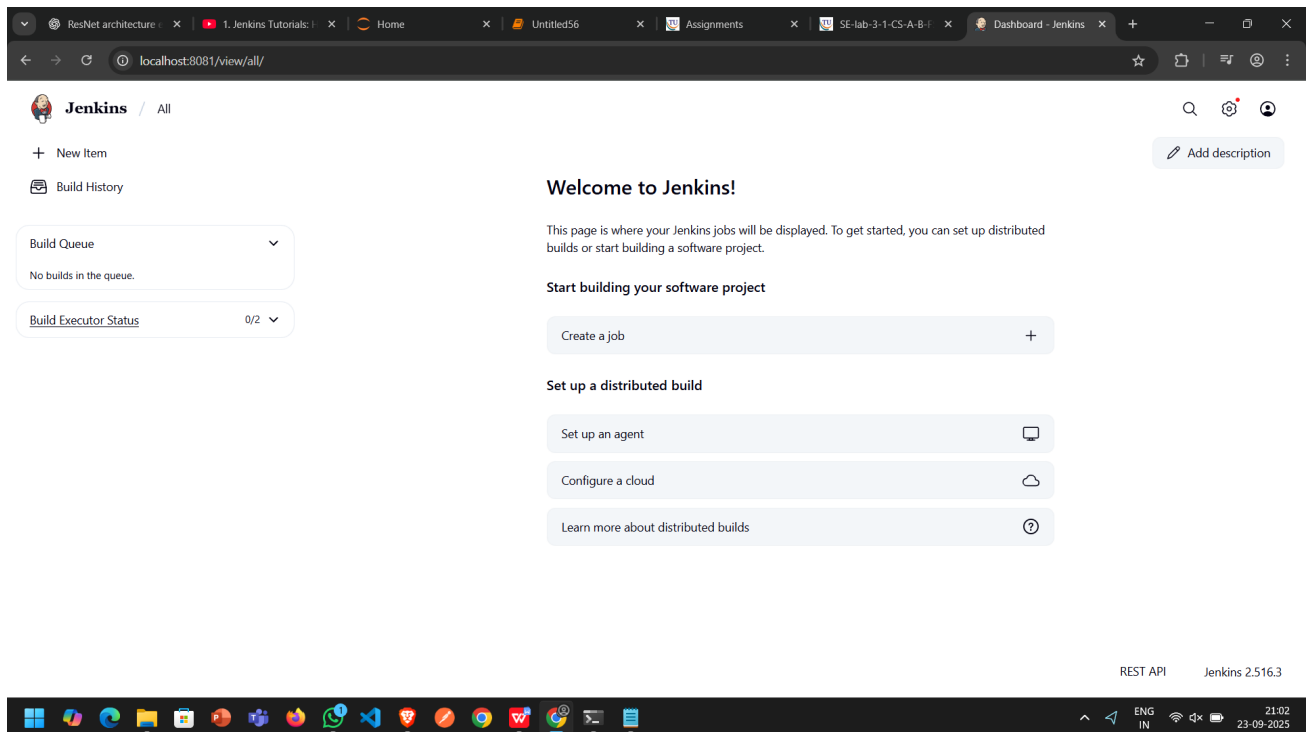 ResNet architecture e
1. Jenkins Tutorials: H
Home
Untitled56
Assignments
SE-lab-3-1-CS-A-B-F
Dashboard - Jenkins
localhost:8081/view/all/
Jenkins / All
New Item
Add description
Build History
Welcome to Jenkins!
This page is where your Jenkins jobs will be displayed. To get started, you can set up distributed
builds or start building a software project.
Build Queue
No builds in the queue.
Start building your software project
Build Executor Status 0/2
Create a job
Set up a distributed build
Set up an agent
Configure a cloud
Learn more about distributed builds
REST API Jenkins 2.516.3
1
ENG
IN
21:02
23-09-2025